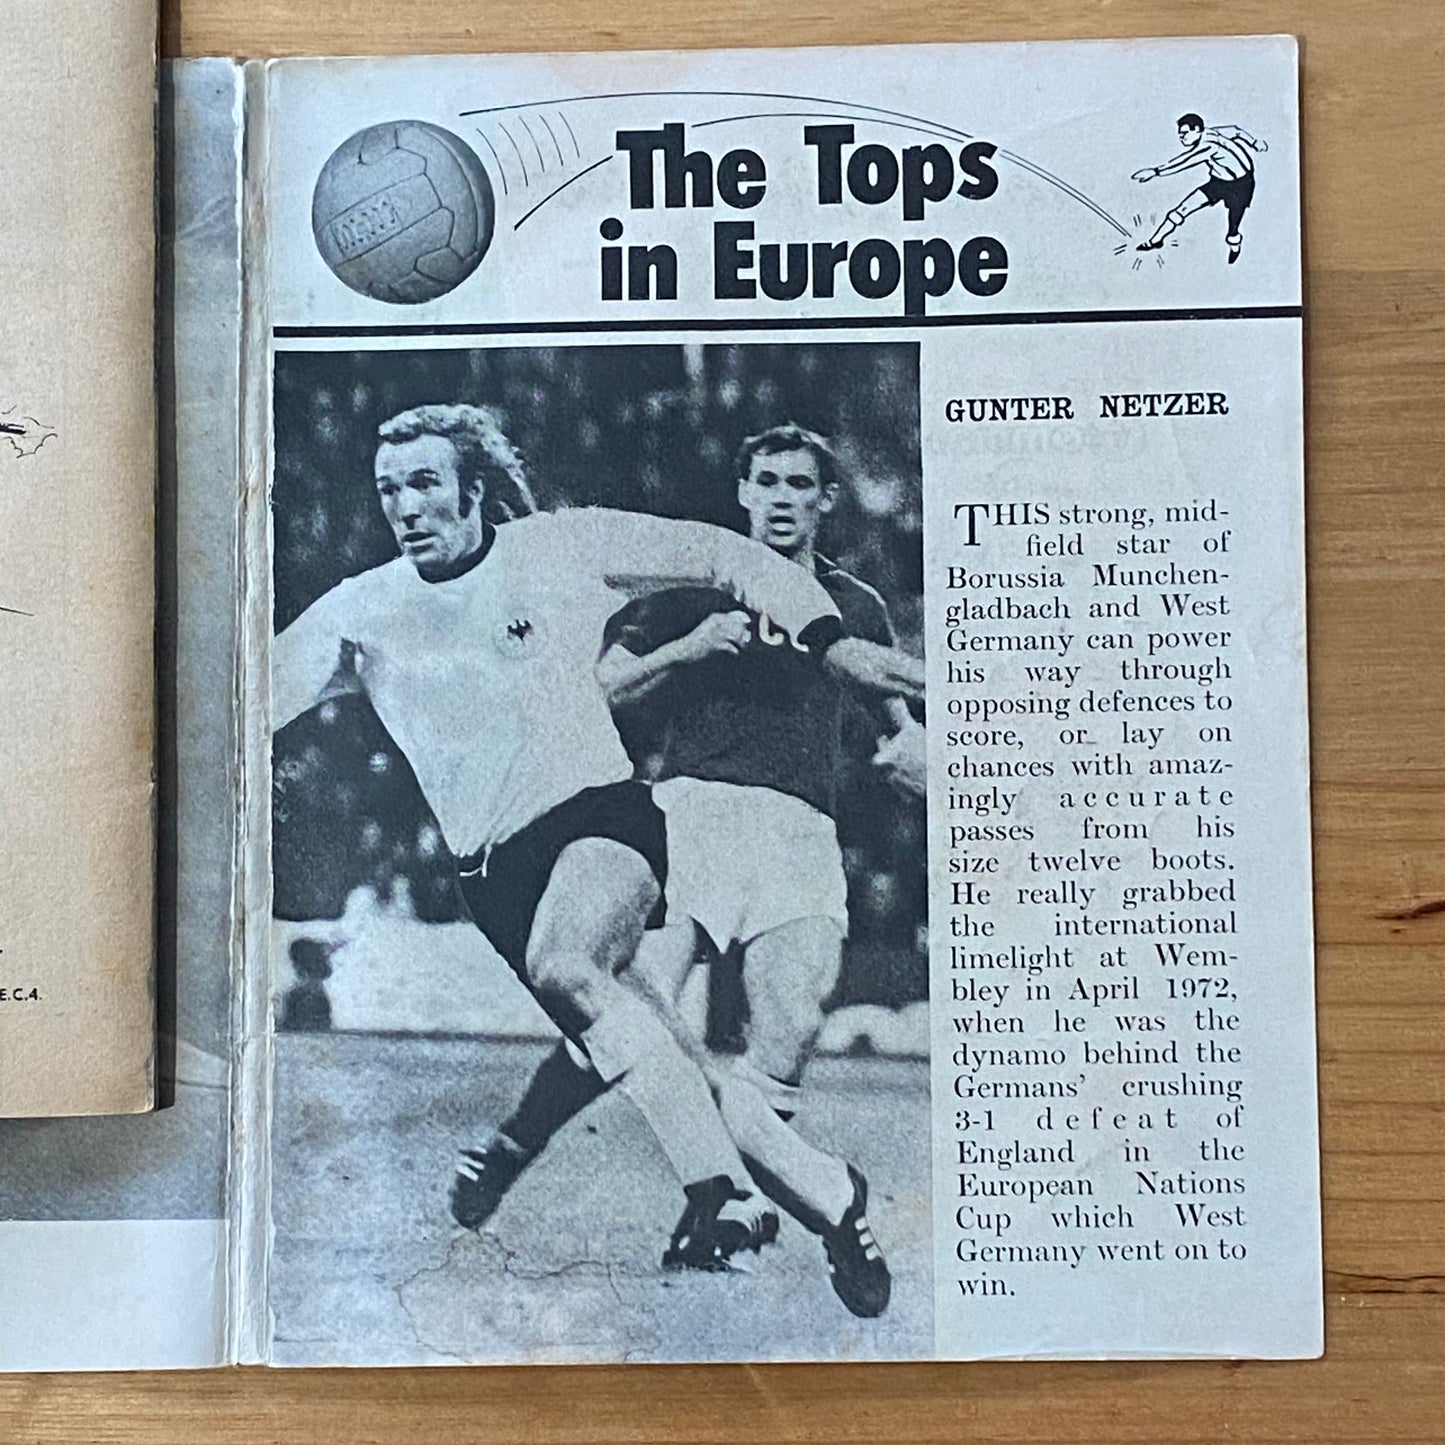 The Tops
in Europe
GUNTER NETZER
THIS strong, mid-
field star of
Borussia Munchen-
gladbach and West
Germany can power
his way through
opposing defences to
score, or lay on
chances with amaz-
ingly accurate
passes from his
size twelve boots.
He really grabbed
the international
limelight at Wem-
bley in April 1972,
when he was the
dynamo behind the
Germans' crushing
3-1 defeat of
England in the
European Nations
Cup which West
Germany went on to
win.
E.C.4.